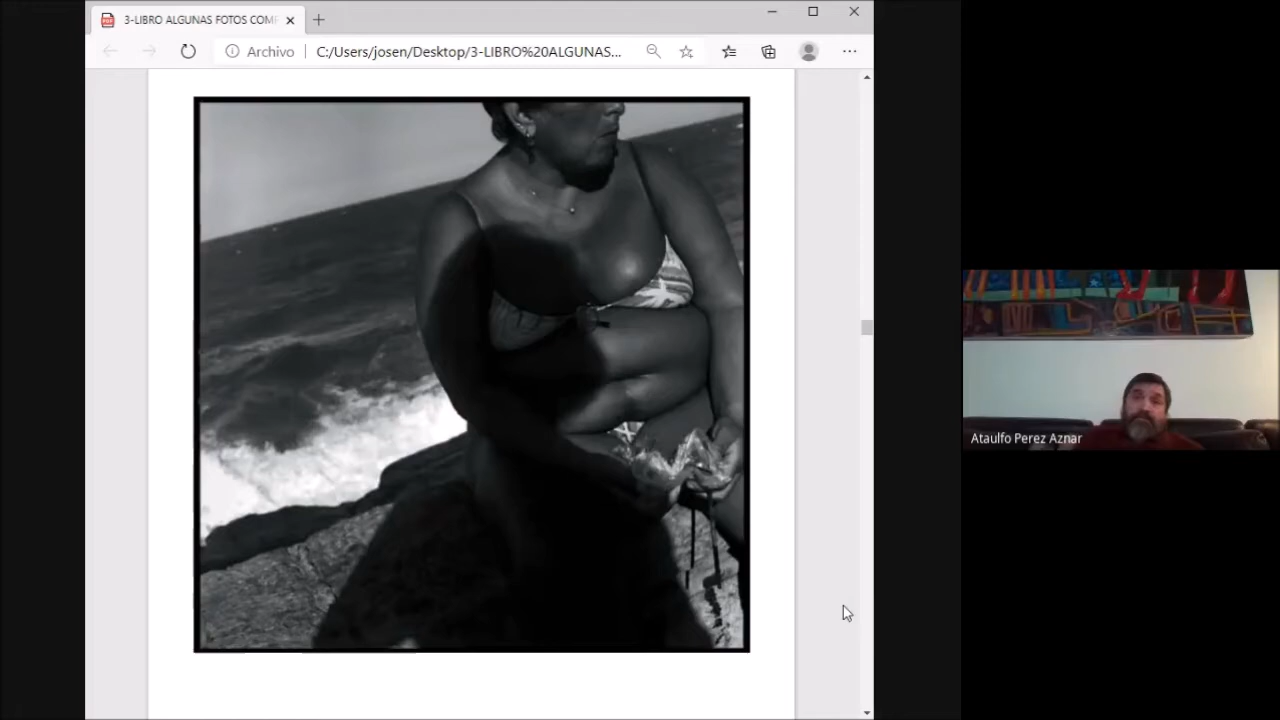 3-LIBRO ALGUNAS FOTOS COM
Archivo
C:/Users/josen/Desktop/3-LIBRO%20ALGUNAS...
Ataulfo Perez Aznar